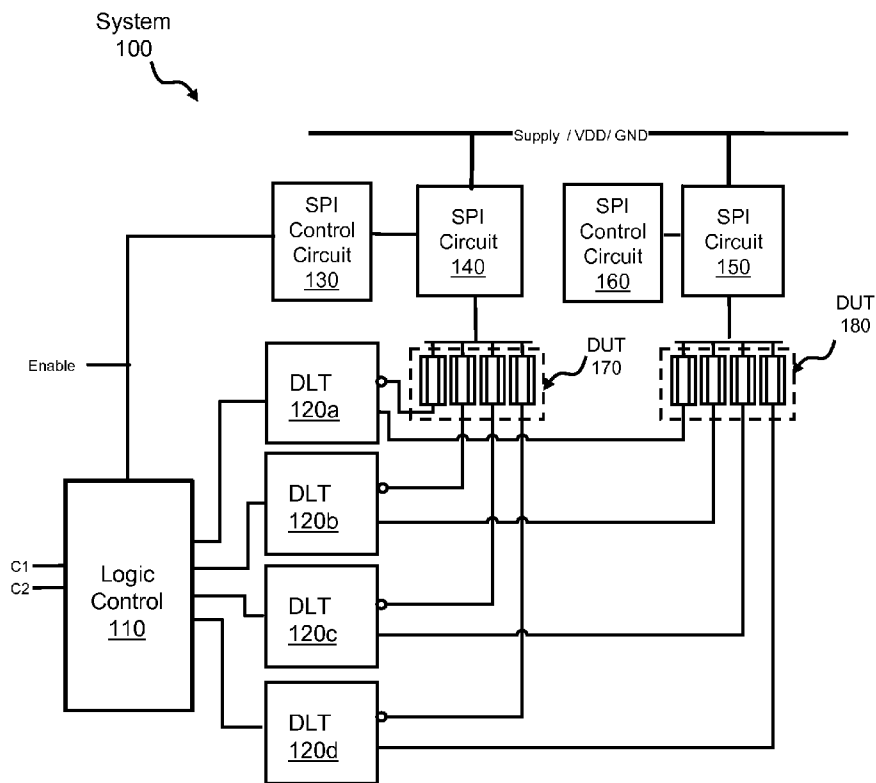 System
100
Supply / VDD/ GND
SPI
Control
Circuit
130
SPI
Circuit
140
SPI
Control
Circuit
160
SPI
Circuit
150
DUT
170
DUT
180
Enable
DLT
120a
DLT
120b
DLT
120c
DLT
120d
C1
C2
Logic
Control
110